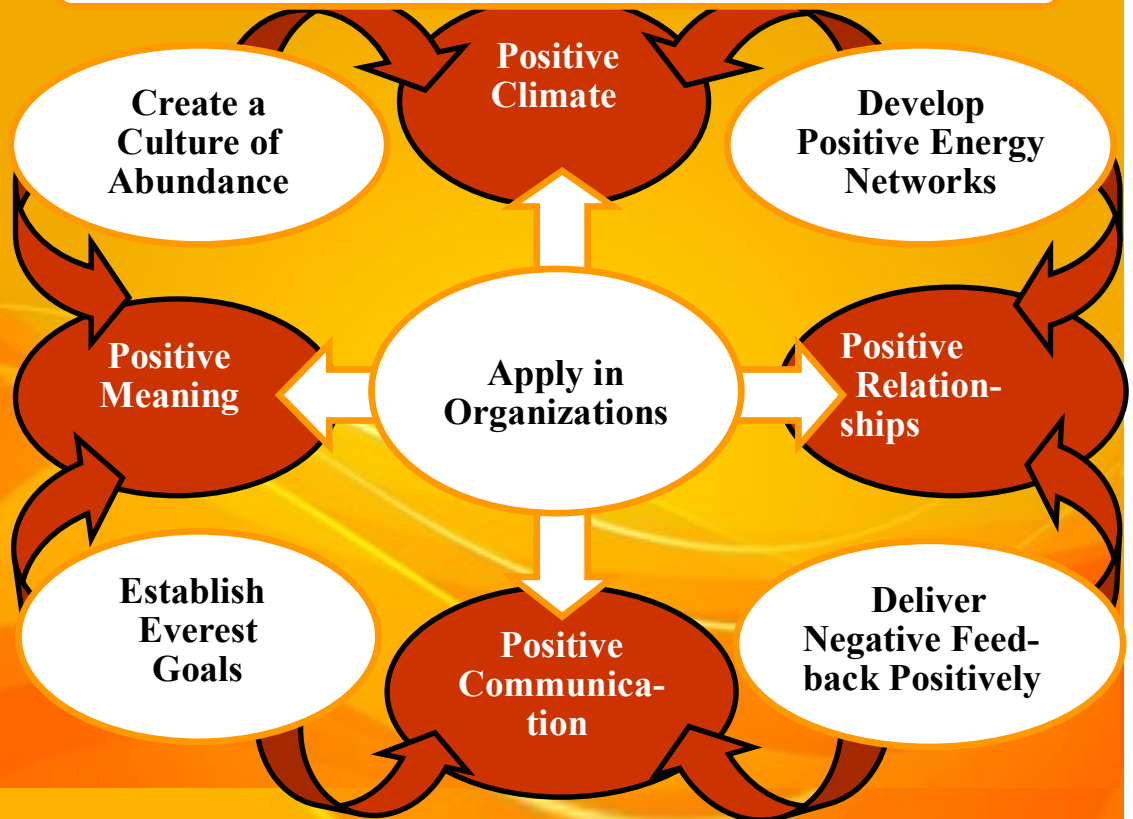 Positive
Climate
Create a
Culture of
Abundance
Develop
Positive Energy
Networks
Positive
Meaning
Apply in
Organizations
Positive
Relation-
ships
Establish
Everest
Goals
Positive
Communica-
tion
Deliver
Negative Feed-
back Positively